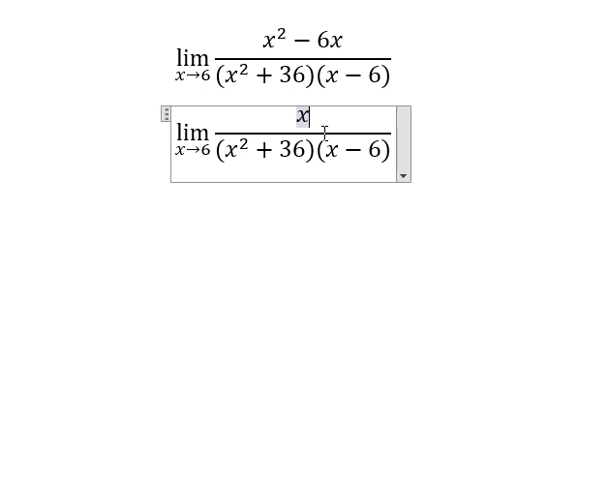 lim x→6 x² − 6x / (x² + 36)(x − 6)
lim x→6 x / (x² + 36)(x − 6)